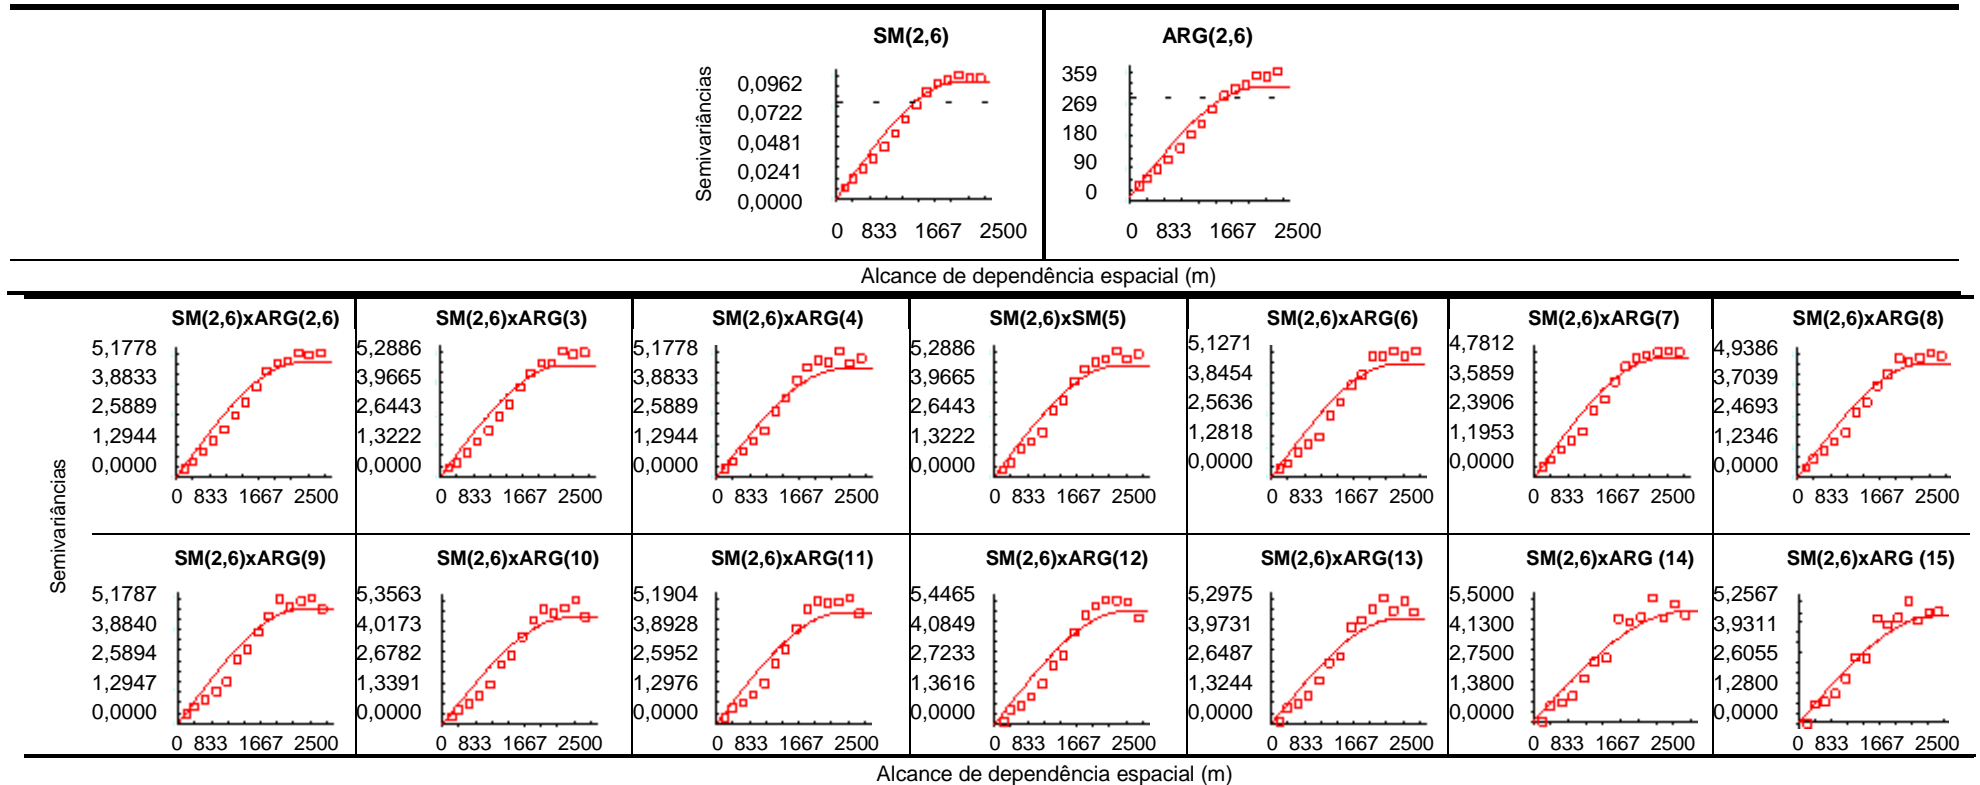 SM(2,6)
ARG(2,6)
Semivariâncias
0,0962
0,0722
0,0481
0,0241
0,0000
0 833 1667 2500
359
269
180
90
0
0 833 1667 2500
Alcance de dependência espacial (m)
Semivariâncias
SM(2,6)xARG(2,6)
5,1778
3,8833
2,5889
1,2944
0,0000
0 833 1667 2500
SM(2,6)xARG(3)
5,2886
3,9665
2,6443
1,3222
0,0000
0 833 1667 2500
SM(2,6)xARG(4)
5,1778
3,8833
2,5889
1,2944
0,0000
0 833 1667 2500
SM(2,6)xSM(5)
5,2886
3,9665
2,6443
1,3222
0,0000
0 833 1667 2500
SM(2,6)xARG(6)
5,1271
3,8454
2,5636
1,2818
0,0000
0 833 1667 2500
SM(2,6)xARG(7)
4,7812
3,5859
2,3906
1,1953
0,0000
0 833 1667 2500
SM(2,6)xARG(8)
4,9386
3,7039
2,4693
1,2346
0,0000
0 833 1667 2500
SM(2,6)xARG(9)
5,1787
3,8840
2,5894
1,2947
0,0000
0 833 1667 2500
SM(2,6)xARG(10)
5,3563
4,0173
2,6782
1,3391
0,0000
0 833 1667 2500
SM(2,6)xARG(11)
5,1904
3,8928
2,5952
1,2976
0,0000
0 833 1667 2500
SM(2,6)xARG(12)
5,4465
4,0849
2,7233
1,3616
0,0000
0 833 1667 2500
SM(2,6)xARG(13)
5,2975
3,9731
2,6487
1,3244
0,0000
0 833 1667 2500
SM(2,6)xARG (14)
5,5000
4,1300
2,7500
1,3800
0,0000
0 833 1667 2500
SM(2,6)xARG (15)
5,2567
3,9311
2,6055
1,2800
0,0000
0 833 1667 2500
Alcance de dependência espacial (m)